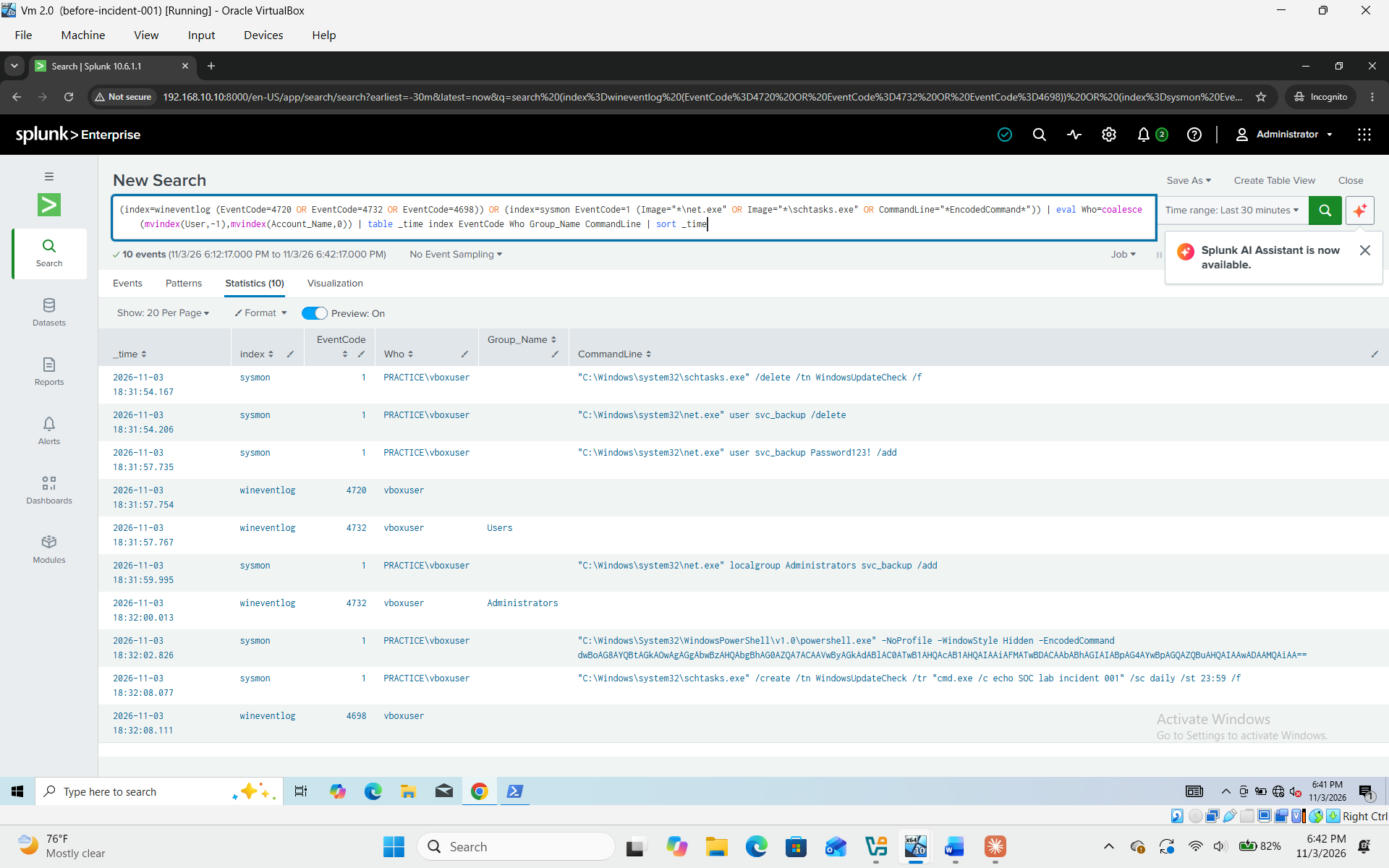 Vm 2.0 (before-incident-001) [Running] - Oracle VirtualBox
File Machine View Input Devices Help
Search | Splunk 10.6.1.1
Not secure 192.168.10.10:8000/en-US/app/search/search?earliest=-30m&latest=now&q=search%20(index%3Dwineventlog%20(EventCode%3D4720%20OR%20EventCode%3D4732%20OR%20EventCode%3D4698))%20OR%20(index%3Dsysmon%20Eve... Incognito
splunk>Enterprise 2 Administrator
New Search
Save As Create Table View Close
(index=wineventlog (EventCode=4720 OR EventCode=4732 OR EventCode=4698)) OR (index=sysmon EventCode=1 (Image="*\net.exe" OR Image="*\schtasks.exe" OR CommandLine="*EncodedCommand*")) | eval Who=coalesce
(mvindex(User,-1),mvindex(Account_Name,0)) | table _time index EventCode Who Group_Name CommandLine | sort _time
Time range: Last 30 minutes
10 events (11/3/26 6:12:17.000 PM to 11/3/26 6:42:17.000 PM) No Event Sampling Job
Splunk AI Assistant is now
available.
Events Patterns Statistics (10) Visualization
Show: 20 Per Page Format Preview: On
Search
Datasets
Reports
Alerts
Dashboards
Modules
_time index EventCode Who Group_Name CommandLine
2026-11-03
18:31:54.167 sysmon 1 PRACTICE\vboxuser "C:\Windows\system32\schtasks.exe" /delete /tn WindowsUpdateCheck /f
2026-11-03
18:31:54.206 sysmon 1 PRACTICE\vboxuser "C:\Windows\system32\net.exe" user svc_backup /delete
2026-11-03
18:31:57.735 sysmon 1 PRACTICE\vboxuser "C:\Windows\system32\net.exe" user svc_backup Password123! /add
2026-11-03
18:31:57.754 wineventlog 4720 vboxuser
2026-11-03
18:31:57.767 wineventlog 4732 vboxuser Users
2026-11-03
18:31:59.995 sysmon 1 PRACTICE\vboxuser "C:\Windows\system32\net.exe" localgroup Administrators svc_backup /add
2026-11-03
18:32:00.013 wineventlog 4732 vboxuser Administrators
2026-11-03
18:32:02.826 sysmon 1 PRACTICE\vboxuser "C:\Windows\System32\WindowsPowerShell\v1.0\powershell.exe" -NoProfile -WindowStyle Hidden -EncodedCommand
2026-11-03
18:32:08.077 sysmon 1 PRACTICE\vboxuser "C:\Windows\system32\schtasks.exe" /create /tn WindowsUpdateCheck /tr "cmd.exe /c echo SOC lab incident 001" /sc daily /st 23:59 /f
2026-11-03
18:32:08.111 wineventlog 4698 vboxuser
Activate Windows
Go to Settings to activate Windows.
Type here to search
6:41 PM
11/3/2026
1
Right Ctrl
76°F
Mostly clear
Search
82%
6:42 PM
11/3/2026